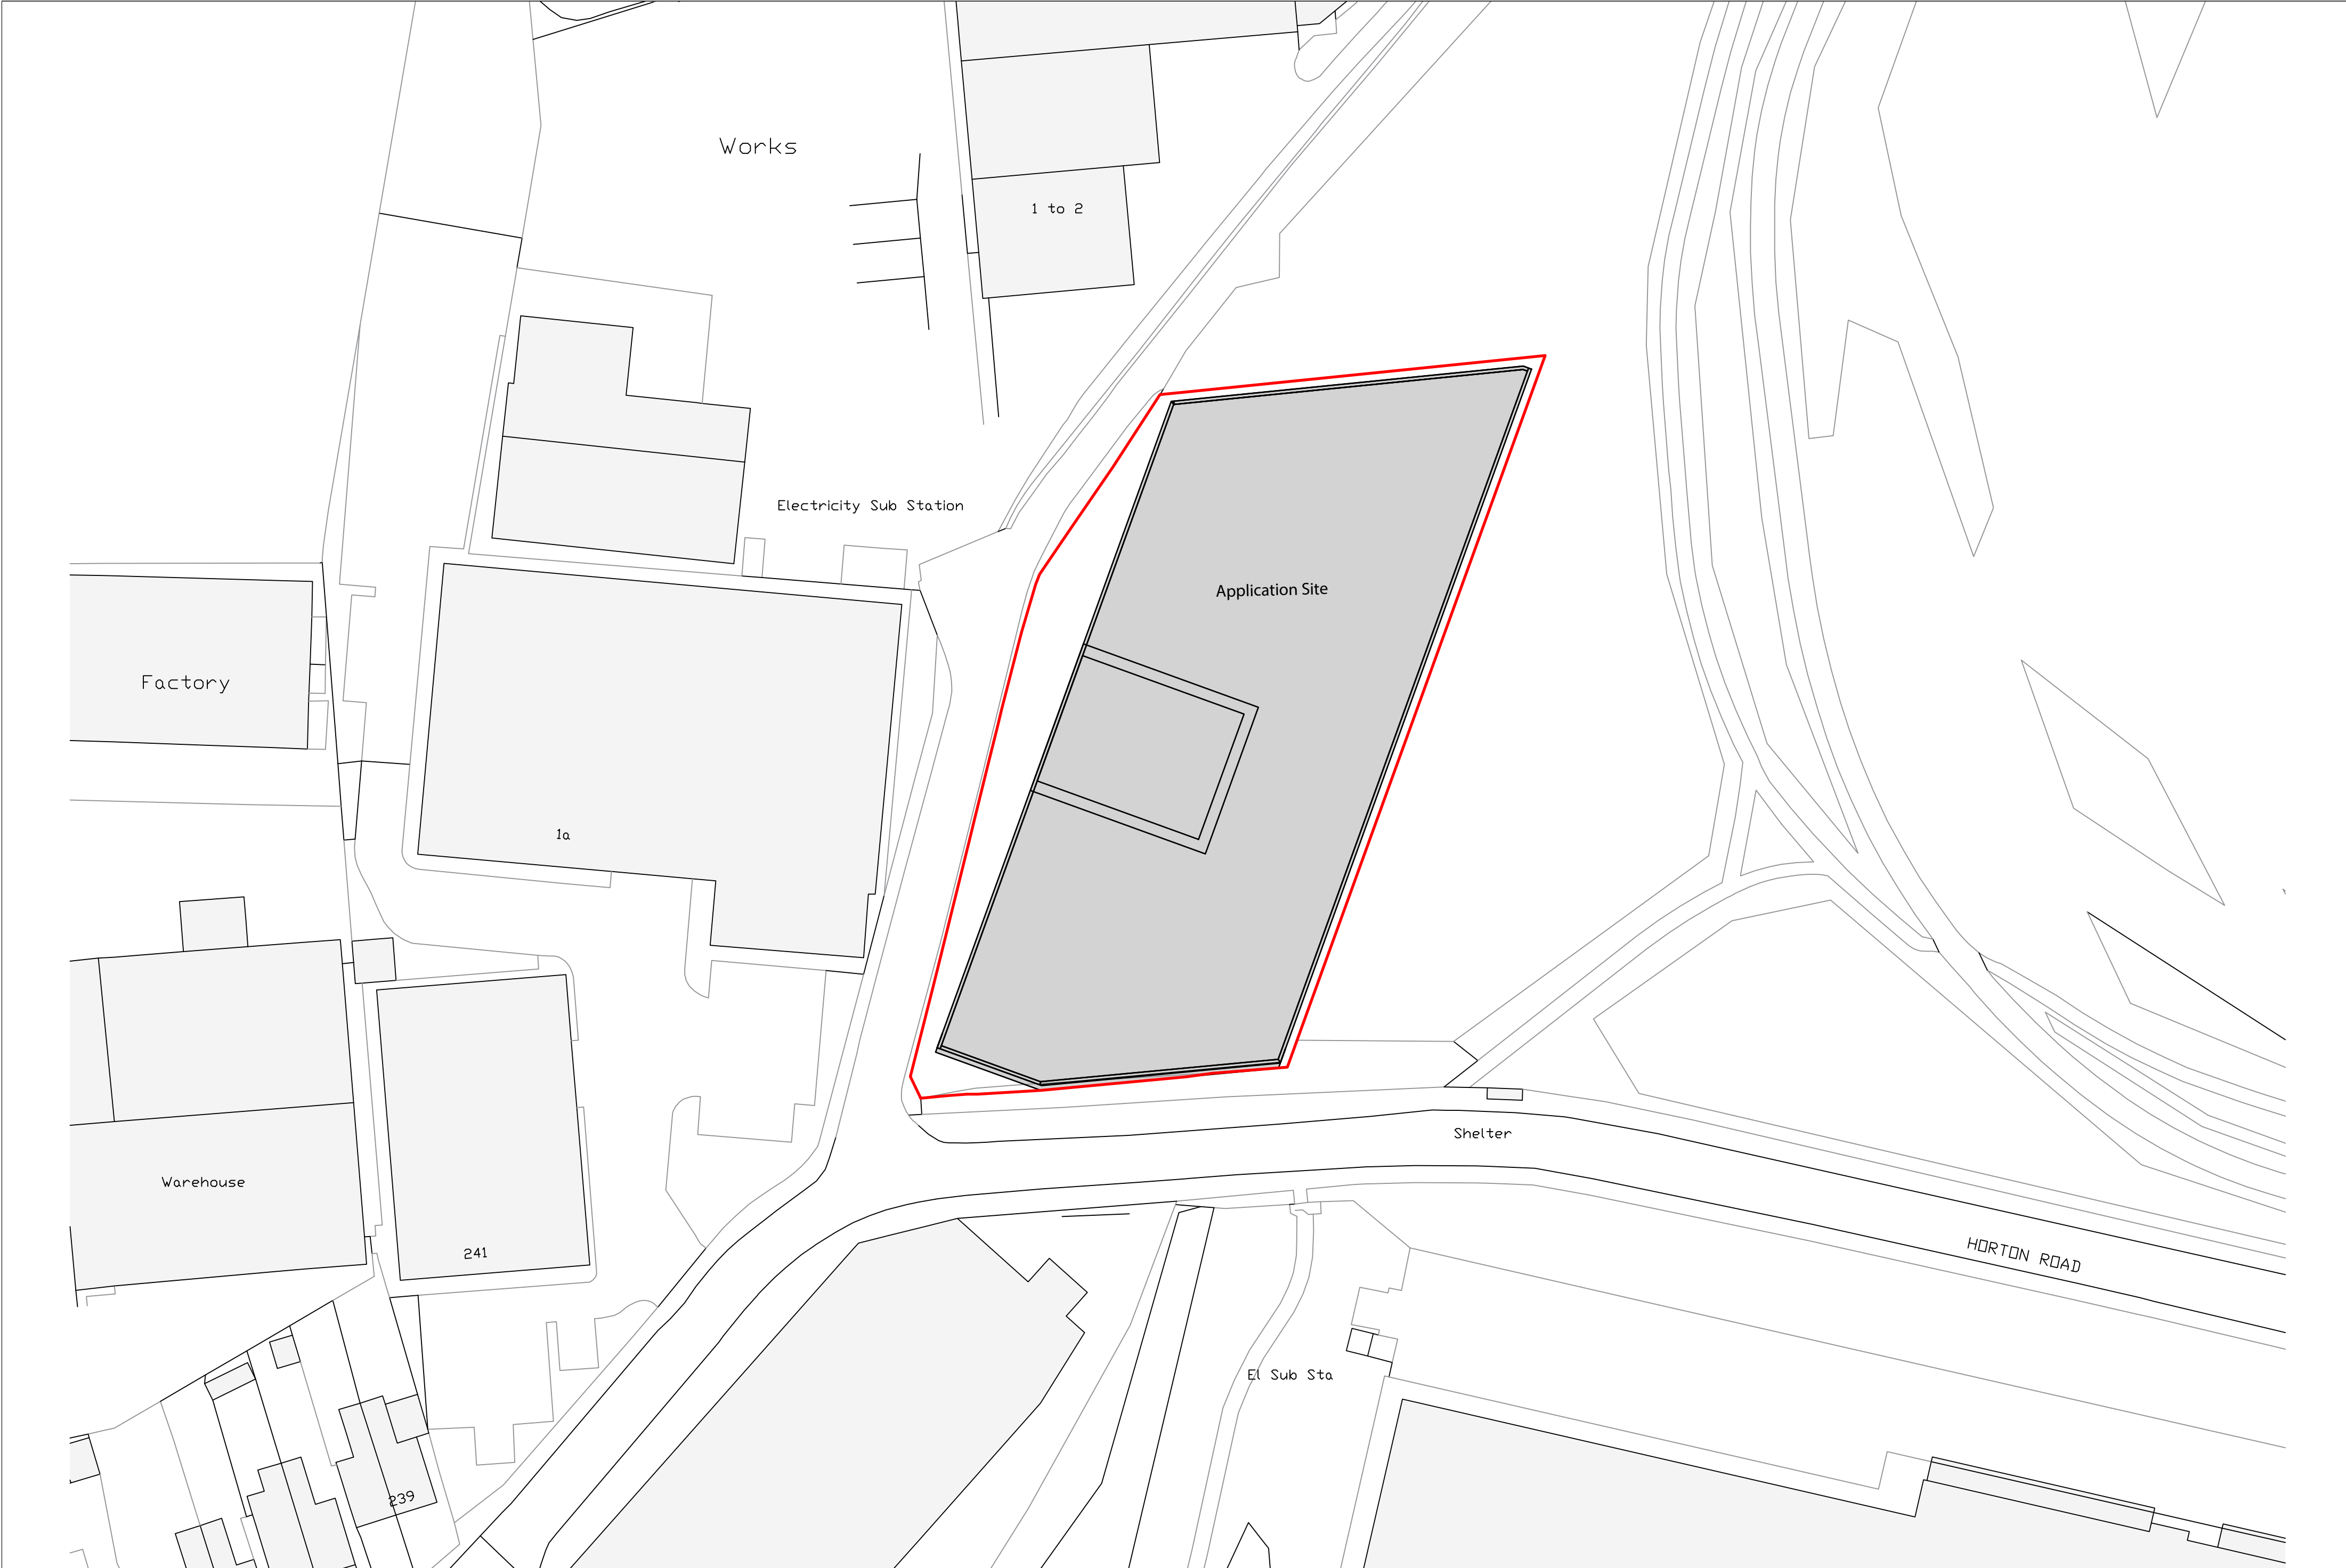 Works
1 to 2
Electricity Sub Station
Application Site
Factory
1a
Shelter
Warehouse
241
HORTON ROAD
El Sub Sta
239